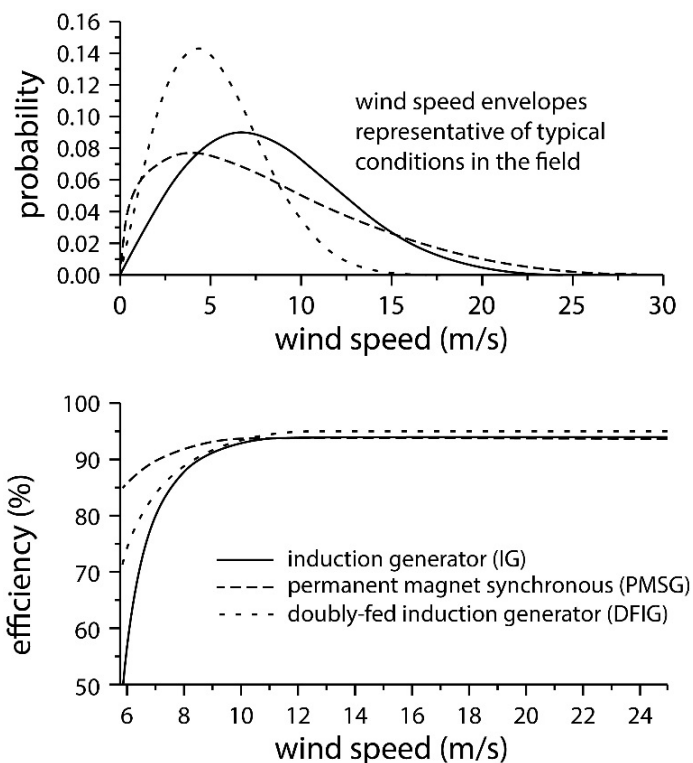 0.16
0.14
0.12
0.10
0.08
0.06
0.04
0.02
0.00
probability
wind speed envelopes
representative of typical
conditions in the field
0 5 10 15 20 25 30
wind speed (m/s)
100
90
80
70
60
50
efficiency (%)
induction generator (IG)
permanent magnet synchronous (PMSG)
doubly-fed induction generator (DFIG)
6 8 10 12 14 16 18 20 22 24
wind speed (m/s)